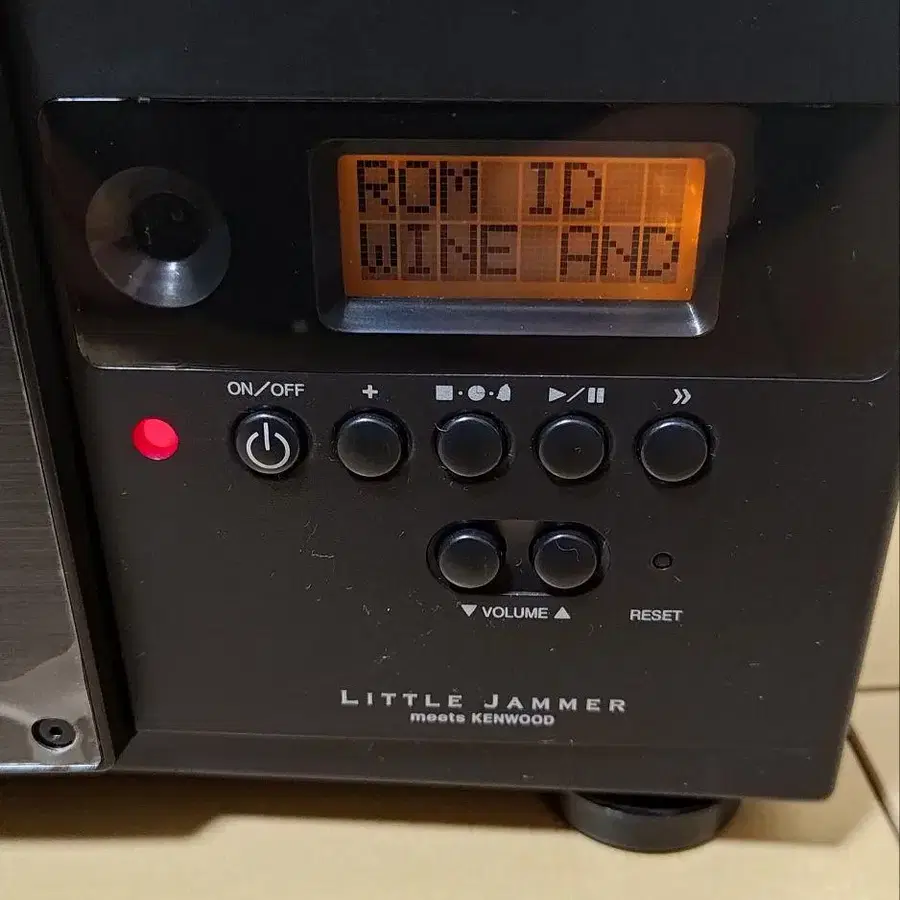 ROM ID
WINE AND
ON/OFF
+
■・・ ▶/❚❚ »
▼ VOLUME ▲
RESET
LITTLE JAMMER
meets KENWOOD